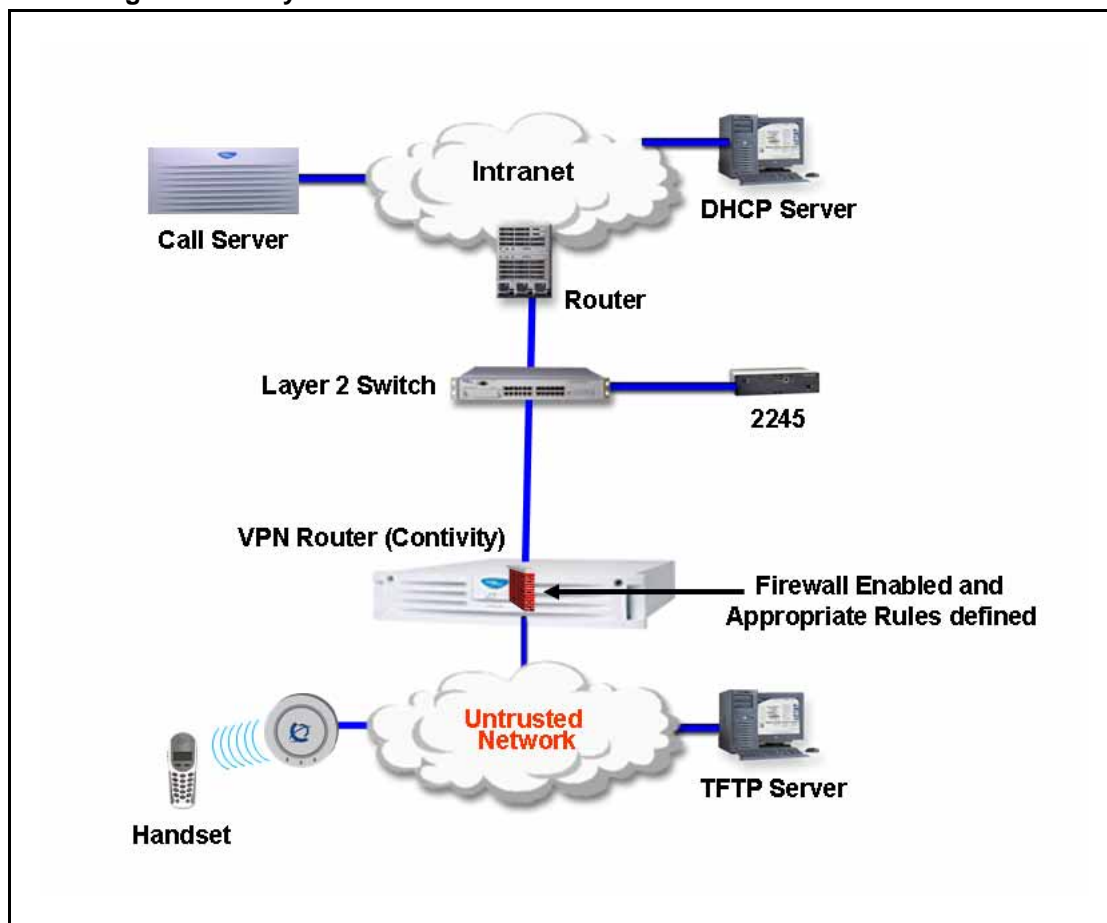 Intranet
DHCP Server
Call Server
Router
Layer 2 Switch
2245
VPN Router (Contivity)
Firewall Enabled and
Appropriate Rules defined
Untrusted
Network
TFTP Server
Handset